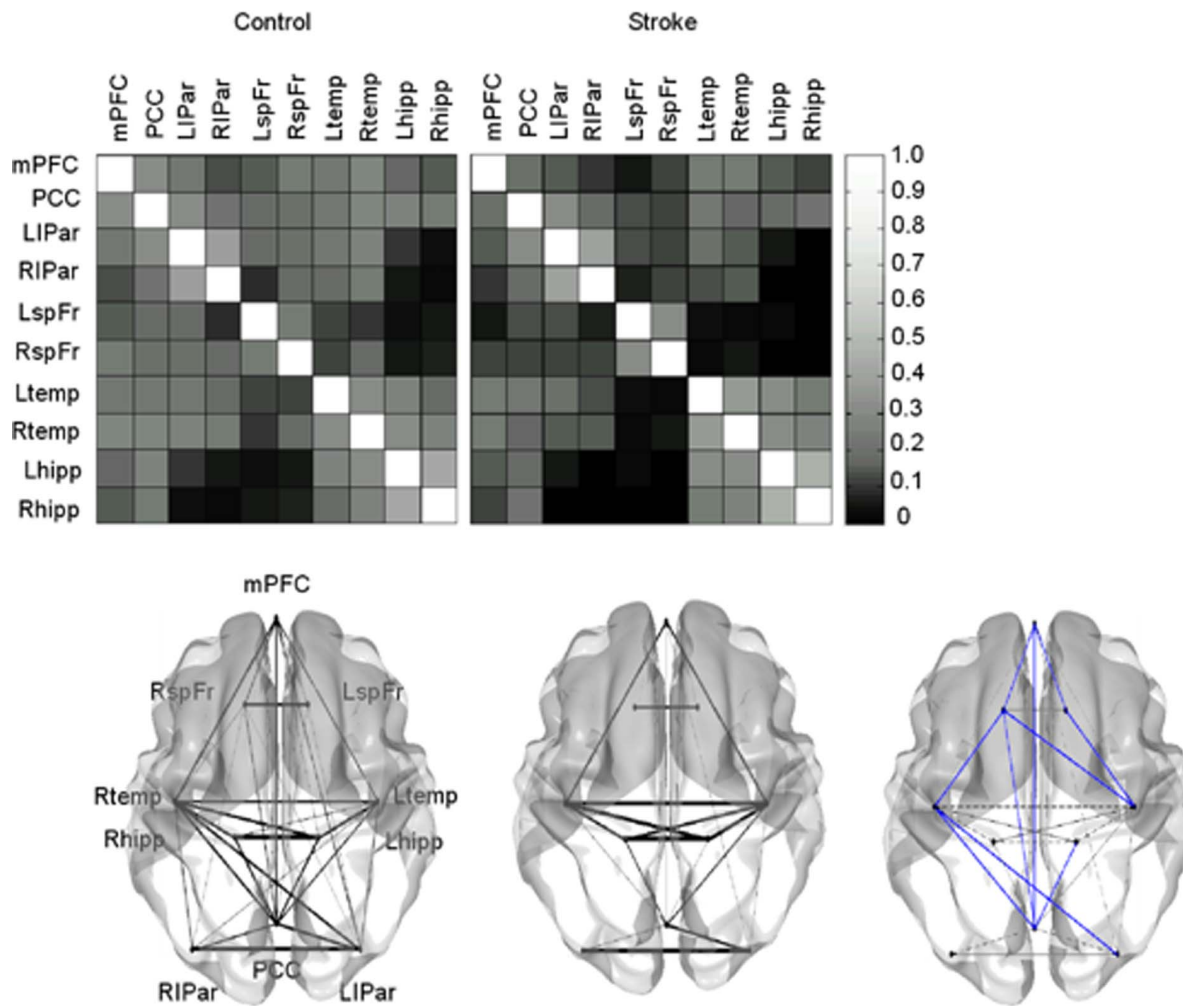 Control Stroke
mPFC PCC LIPar RIPar LspFr RspFr Ltemp Rtemp Lhipp Rhipp mPFC PCC LIPar RIPar LspFr RspFr Ltemp Rtemp Lhipp Rhipp
mPFC 1.0
PCC 0.9
LIPar 0.8
RIPar 0.7
LspFr 0.6
RspFr 0.5
Ltemp 0.4
Rtemp 0.3
Lhipp 0.2
Rhipp 0.1
0
mPFC
RspFr LspFr
Rtemp Ltemp
Rhipp Lhipp
PCC
RIPar LIPar